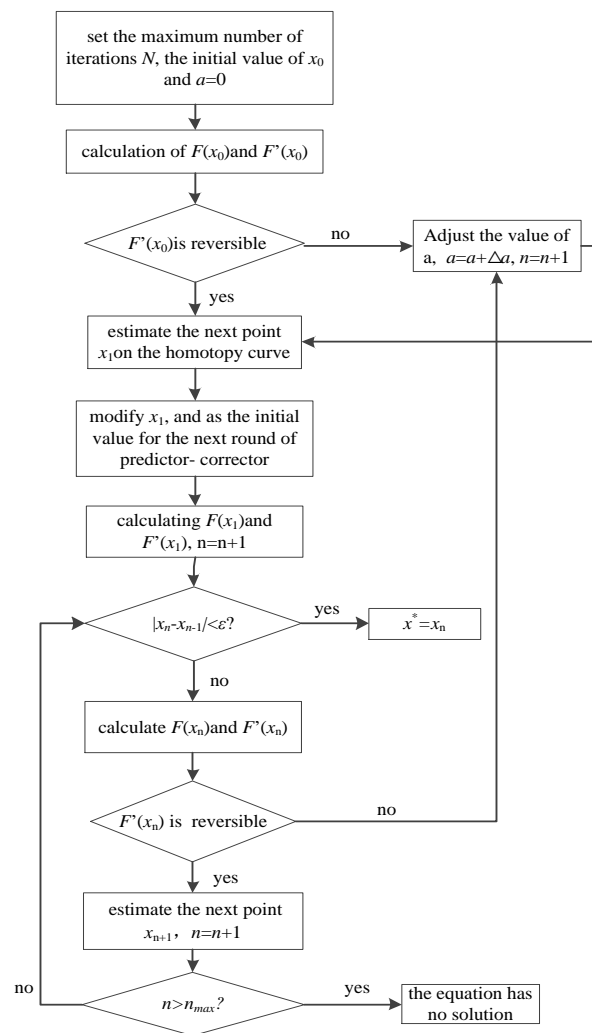 set the maximum number of
iterations N, the initial value of x₀
and a=0
calculation of F(x₀)and F’(x₀)
F’(x₀)is reversible
no
Adjust the value of
a, a=a+△a, n=n+1
yes
estimate the next point
x₁on the homotopy curve
modify x₁, and as the initial
value for the next round of
predictor- corrector
calculating F(x₁)and
F’(x₁), n=n+1
|xₙ-xₙ₋₁|<ε?
yes
x*=xₙ
no
calculate F(xₙ)and F’(xₙ)
F’(xₙ) is reversible
no
yes
estimate the next point
xₙ₊₁, n=n+1
no
n>nₘₐₓ?
yes
the equation has
no solution